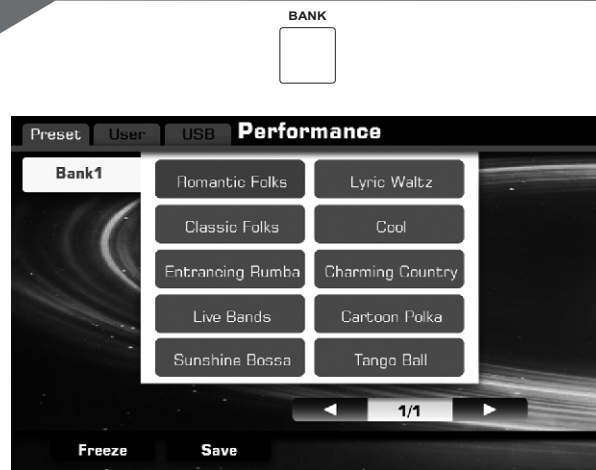 BANK
Preset User USB Performance
Bank1
Romantic Folks Lyric Waltz
Classic Folks Cool
Entrancing Rumba Charming Country
Live Bands Cartoon Polka
Sunshine Bossa Tango Ball
1/1
Freeze Save